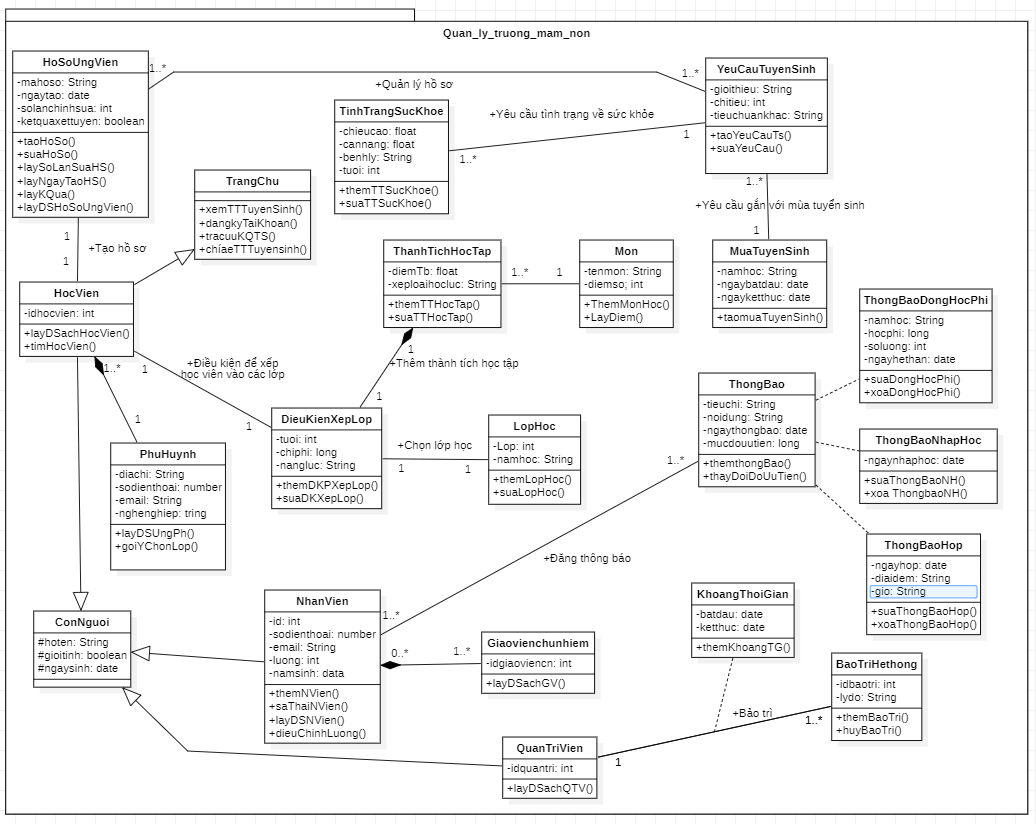 Quan_ly_truong_mam_non
HoSoUngVien
-mahoso: String
-ngaytao: date
-solanchinhsua: int
-ketquaxettuyen: boolean
+taoHoSo()
+suaHoSo()
+laySoLanSuaHS()
+layNgayTaoHS()
+layKQua()
+layDSHoSoUngVien()
1..*
+Quản lý hồ sơ
1..*
YeuCauTuyenSinh
-gioithieu: String
-chitieu: int
-tieuchuankhac: String
+taoYeuCauTs()
+suaYeuCau()
TinhTrangSucKhoe
-chieucao: float
-cannang: float
-benhly: String
-tuoi: int
+themTTSucKhoe()
+suaTTSucKhoe()
+Yêu cầu tình trạng về sức khỏe
1
1..*
TrangChu
+xemTTTuyenSinh()
+dangkyTaiKhoan()
+tracuuKQTS()
+chiaeTTTuyensinh()
1..*
+Yêu cầu gắn với mùa tuyển sinh
1
1
+Tạo hồ sơ
1
ThanhTichHocTap
-diemTb: float
-xeploaihocluc: String
+themTTHocTap()
+suaTTHocTap()
1..*
1
Mon
-tenmon: String
-diemso; int
+ThemMonHoc()
+LayDiem()
MuaTuyenSinh
-namhoc: String
-ngaybatdau: date
-ngayketthuc: date
+taomuaTuyenSinh()
HocVien
-idhocvien: int
+layDSachHocVien()
+timHocVien()
ThongBaoDongHocPhi
-namhoc: String
-hocphi: long
-soluong: int
-ngayhethan: date
+suaDongHocPhi()
+xoaDongHocPhi()
1..*
1
1
+Điều kiện để xếp
học viên vào các lớp
1
1
+Thêm thành tích học tập
1
ThongBao
-tieuchi: String
-noidung: String
-ngaythongbao: date
-mucdouutien: long
+themthongBao()
+thayDoiDoUuTien()
DieuKienXepLop
-tuoi: int
-chiphi: long
-nangluc: String
+themDKPXepLop()
+suaDKXepLop()
+Chọn lớp học
1
1
LopHoc
-Lop: int
-namhoc: String
+themLopHoc()
+suaLopHoc()
ThongBaoNhapHoc
-ngaynhaphoc: date
+suaThongBaoNH()
+xoa ThongbaoNH()
PhuHuynh
-diachi: String
-sodienthoai: number
-email: String
-nghenghiep: tring
+layDSUngPh()
+goiYChonLop()
1..*
+Đăng thông báo
1..*
ThongBaoHop
-ngayhop: date
-diaidem: String
-gio: String
+suaThongBaoHop()
+xoaThongBaoHop()
ConNguoi
#hoten: String
#gioitinh: boolean
#ngaysinh: date
NhanVien
-id: int
-sodienthoai: number
-email: String
-luong: int
-namsinh: data
+themNVien()
+saThaiNVien()
+layDSNVien()
+dieuChinhLuong()
0..*
1..*
Giaovienchunhiem
-idgiaoviencn: int
+layDSachGV()
KhoangThoiGian
-batdau: date
-ketthuc: date
+themKhoangTG()
BaoTriHethong
-idbaotri: int
-lydo: String
+themBaoTri()
+huyBaoTri()
+Bảo trì
1..*
1
QuanTriVien
-idquantri: int
+layDSachQTV()